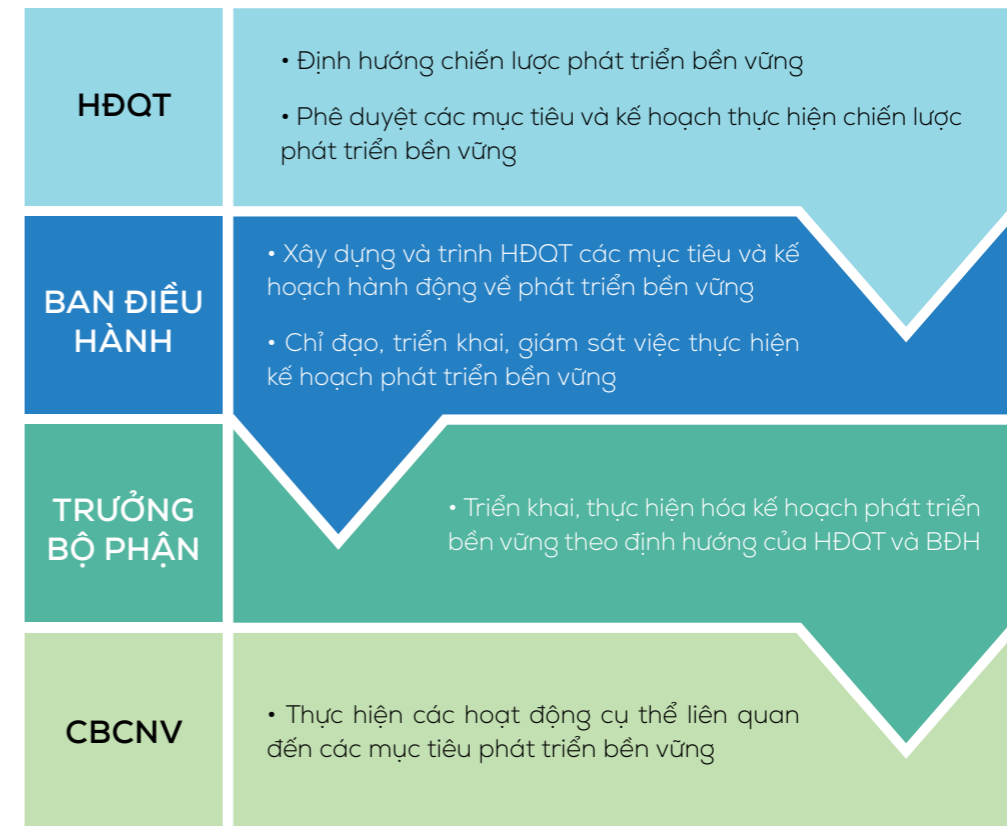 HĐQT
• Định hướng chiến lược phát triển bền vững
• Phê duyệt các mục tiêu và kế hoạch thực hiện chiến lược
phát triển bền vững
BAN ĐIỀU
HÀNH
• Xây dựng và trình HĐQT các mục tiêu và kế
hoạch hành động về phát triển bền vững
• Chỉ đạo, triển khai, giám sát việc thực hiện
kế hoạch phát triển bền vững
TRƯỞNG
BỘ PHẬN
• Triển khai, thực hiện hóa kế hoạch phát triển
bền vững theo định hướng của HĐQT và BĐH
CBCNV
• Thực hiện các hoạt động cụ thể liên quan
đến các mục tiêu phát triển bền vững